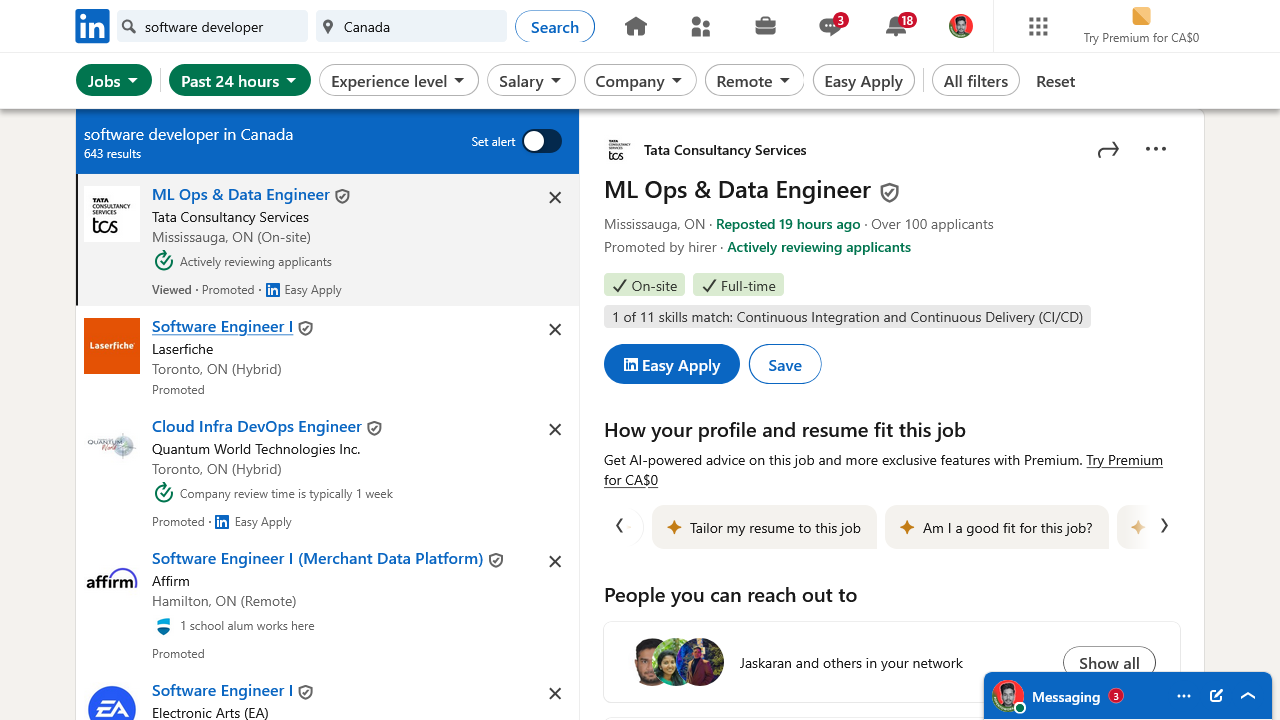 in
software developer
Canada
Search
3
18
Try Premium for CA$0
Jobs
Past 24 hours
Experience level
Salary
Company
Remote
Easy Apply
All filters
Reset
software developer in Canada
643 results
Set alert
TATA
CONSULTANCY
SERVICES
tcs
ML Ops & Data Engineer
Tata Consultancy Services
Mississauga, ON (On-site)
Actively reviewing applicants
Viewed · Promoted · in Easy Apply
Laserfiche
Software Engineer I
Laserfiche
Toronto, ON (Hybrid)
Promoted
QUANTUM
World
Cloud Infra DevOps Engineer
Quantum World Technologies Inc.
Toronto, ON (Hybrid)
Company review time is typically 1 week
Promoted · in Easy Apply
affirm
Software Engineer I (Merchant Data Platform)
Affirm
Hamilton, ON (Remote)
1 school alum works here
Promoted
EA
Software Engineer I
Electronic Arts (EA)
TATA
CONSULTANCY
SERVICES
tcs
Tata Consultancy Services
ML Ops & Data Engineer
Mississauga, ON · Reposted 19 hours ago · Over 100 applicants
Promoted by hirer · Actively reviewing applicants
On-site
Full-time
1 of 11 skills match: Continuous Integration and Continuous Delivery (CI/CD)
in Easy Apply
Save
How your profile and resume fit this job
Get AI-powered advice on this job and more exclusive features with Premium. Try Premium
for CA$0
Tailor my resume to this job
Am I a good fit for this job?
People you can reach out to
Jaskaran and others in your network
Show all
Messaging
3